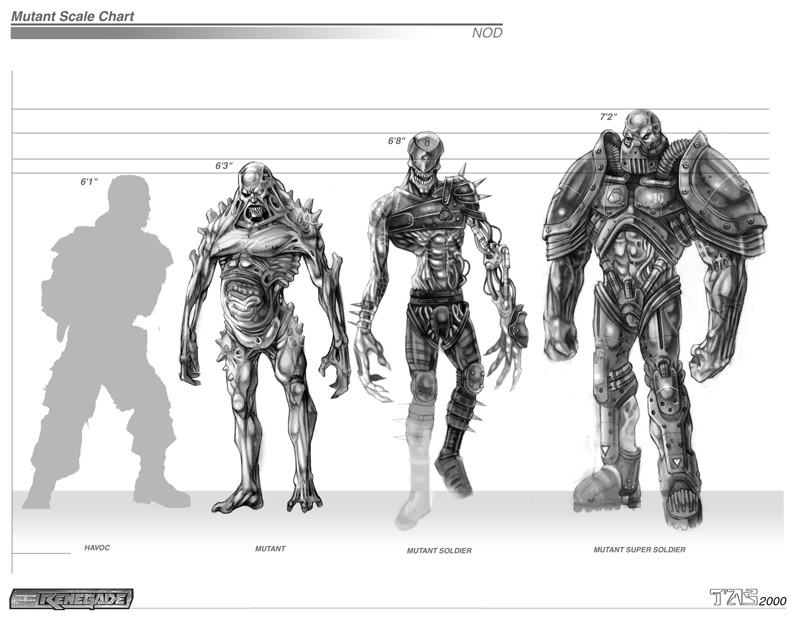 Mutant Scale Chart
NOD
7'2"
6'8"
6'3"
6'1"
HAVOC
MUTANT
MUTANT SOLDIER
MUTANT SUPER SOLDIER
RENEGADE
2000